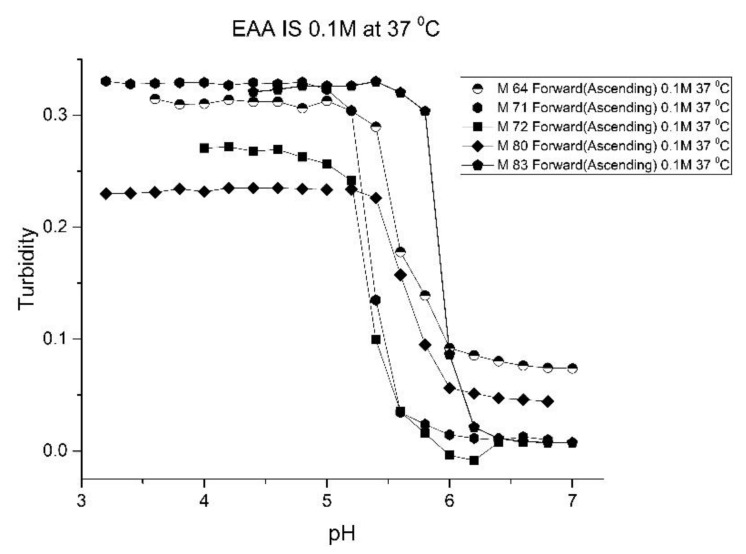 EAA IS 0.1M at 37 ⁰C
M 64 Forward(Ascending) 0.1M 37 ⁰C
M 71 Forward(Ascending) 0.1M 37 ⁰C
M 72 Forward(Ascending) 0.1M 37 ⁰C
M 80 Forward(Ascending) 0.1M 37 ⁰C
M 83 Forward(Ascending) 0.1M 37 ⁰C
Turbidity
0.3
0.2
0.1
0.0
3 4 5 6 7
pH